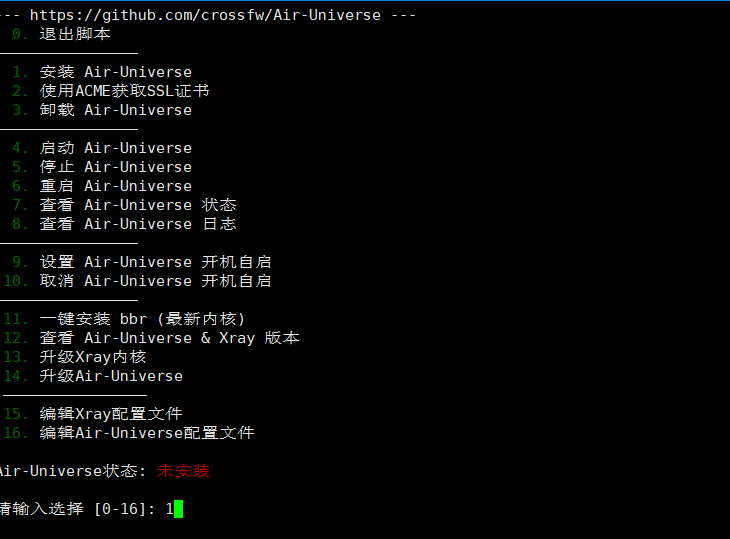 --- https://github.com/crossfw/Air-Universe ---
0. 退出脚本
————————————————
1. 安装 Air-Universe
2. 使用ACME获取SSL证书
3. 卸载 Air-Universe
————————————————
4. 启动 Air-Universe
5. 停止 Air-Universe
6. 重启 Air-Universe
7. 查看 Air-Universe 状态
8. 查看 Air-Universe 日志
————————————————
9. 设置 Air-Universe 开机自启
10. 取消 Air-Universe 开机自启
————————————————
11. 一键安装 bbr (最新内核)
12. 查看 Air-Universe & Xray 版本
13. 升级Xray内核
14. 升级Air-Universe
————————————————
15. 编辑Xray配置文件
16. 编辑Air-Universe配置文件
Air-Universe状态: 未安装
请输入选择 [0-16]: 1